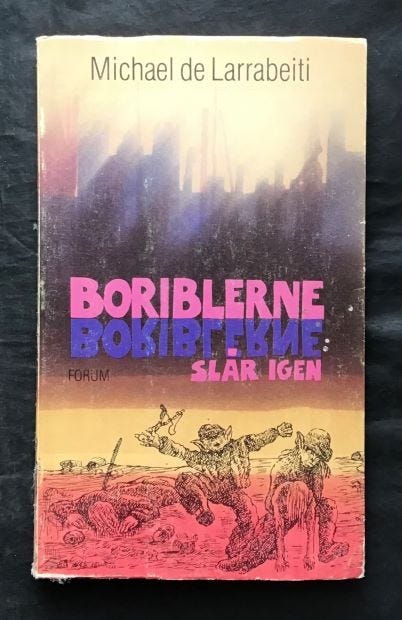 Michael de Larrabeiti
BORIBLERNE
BORIBLERNE
SLÅR IGEN
FORUM